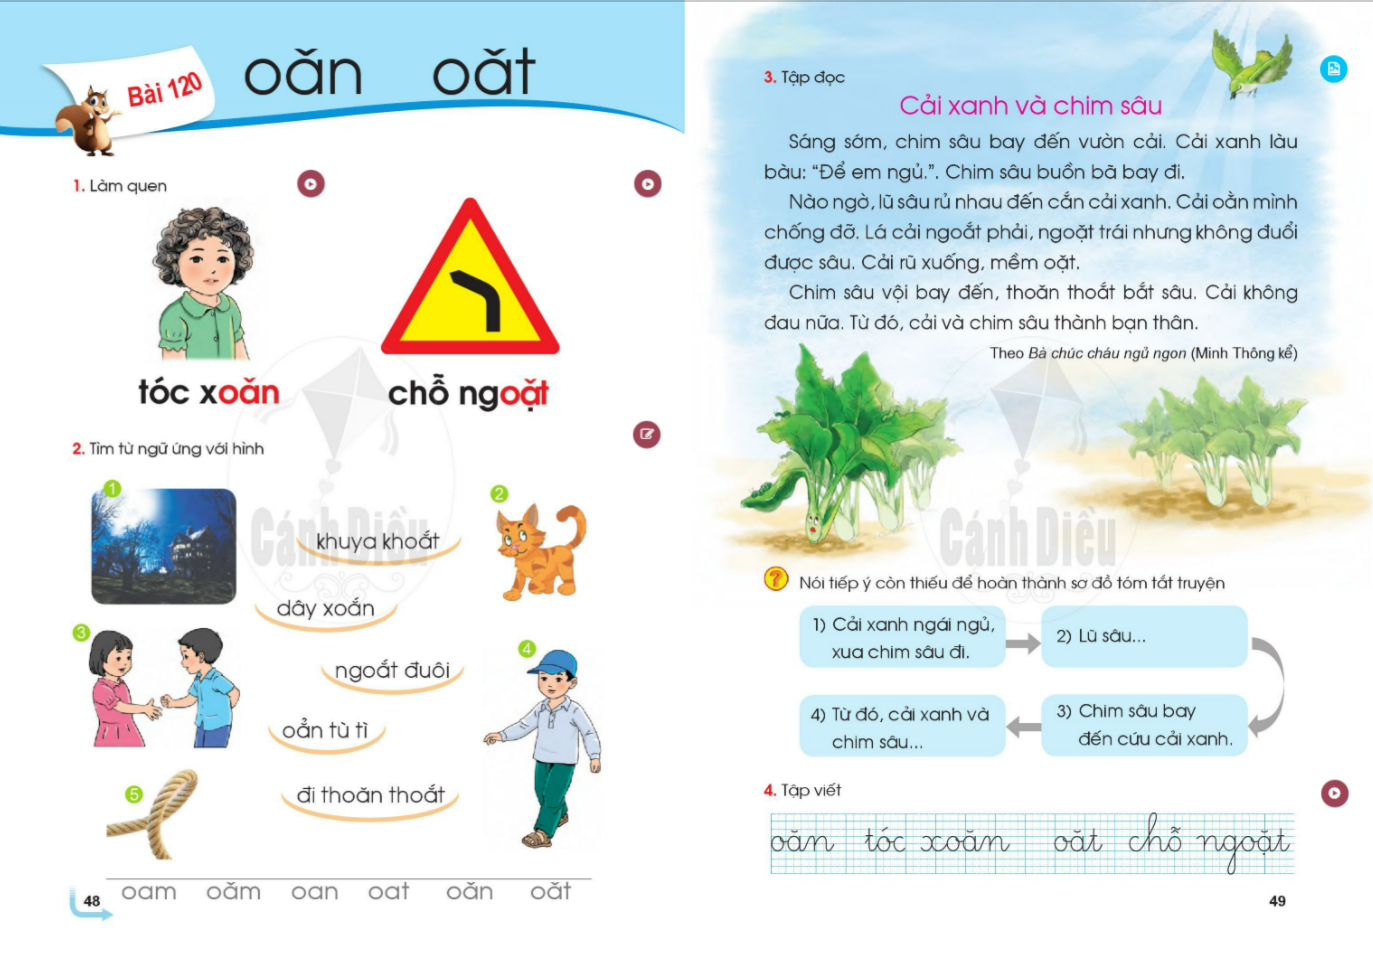 Bài 120
oăn oăt
1. Làm quen
tóc xoăn
chỗ ngoặt
2. Tìm từ ngữ ứng với hình
1
2
khuya khoắt
dây xoắn
3
4
ngoắt đuôi
oẳn tù tì
5
đi thoăn thoắt
Cánh Diều
48
oam oăm oan oat oăn oăt
3. Tập đọc
Cải xanh và chim sâu
Sáng sớm, chim sâu bay đến vườn cải. Cải xanh làu
bàu: “Để em ngủ.”. Chim sâu buồn bã bay đi.
Nào ngờ, lũ sâu rủ nhau đến cắn cải xanh. Cải oằn mình
chống đỡ. Lá cải ngoắt phải, ngoặt trái nhưng không đuổi
được sâu. Cải rũ xuống, mềm oặt.
Chim sâu vội bay đến, thoăn thoắt bắt sâu. Cải không
đau nữa. Từ đó, cải và chim sâu thành bạn thân.
Theo Bà chúc cháu ngủ ngon (Minh Thông kể)
Cánh Diều
? Nói tiếp ý còn thiếu để hoàn thành sơ đồ tóm tắt truyện
1) Cải xanh ngái ngủ,
xua chim sâu đi.
2) Lũ sâu...
3) Chim sâu bay
đến cứu cải xanh.
4) Từ đó, cải xanh và
chim sâu...
4. Tập viết
oăn tóc xoăn oăt chỗ ngoặt
49